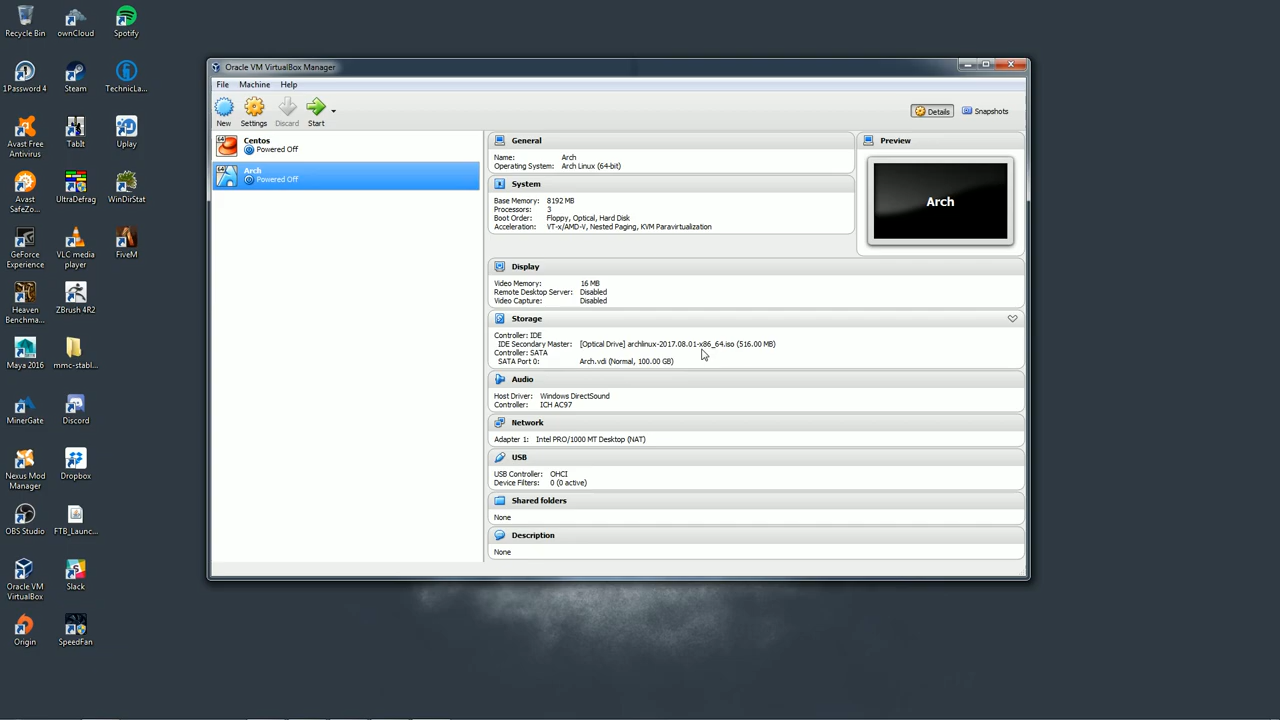 Recycle Bin
ownCloud
Spotify
1Password 4
Steam
TechnicLa...
Avast Free
Antivirus
TabIt
Uplay
Avast
SafeZo...
UltraDefrag
WinDirStat
GeForce
Experience
VLC media
player
FiveM
Heaven
Benchma...
ZBrush 4R2
Maya 2016
mmc-stabl...
MinerGate
Discord
Nexus Mod
Manager
Dropbox
OBS Studio
FTB_Launc...
Oracle VM
VirtualBox
Slack
Origin
SpeedFan
Oracle VM VirtualBox Manager
File Machine Help
New Settings Discard Start
Details Snapshots
64 Centos
Powered Off
64 Arch
Powered Off
General
Name: Arch
Operating System: Arch Linux (64-bit)
System
Base Memory: 8192 MB
Processors: 3
Boot Order: Floppy, Optical, Hard Disk
Acceleration: VT-x/AMD-V, Nested Paging, KVM Paravirtualization
Preview
Arch
Display
Video Memory: 16 MB
Remote Desktop Server: Disabled
Video Capture: Disabled
Storage
Controller: IDE
IDE Secondary Master: [Optical Drive] archlinux-2017.08.01-x86_64.iso (516.00 MB)
Controller: SATA
SATA Port 0: Arch.vdi (Normal, 100.00 GB)
Audio
Host Driver: Windows DirectSound
Controller: ICH AC97
Network
Adapter 1: Intel PRO/1000 MT Desktop (NAT)
USB
USB Controller: OHCI
Device Filters: 0 (0 active)
Shared folders
None
Description
None